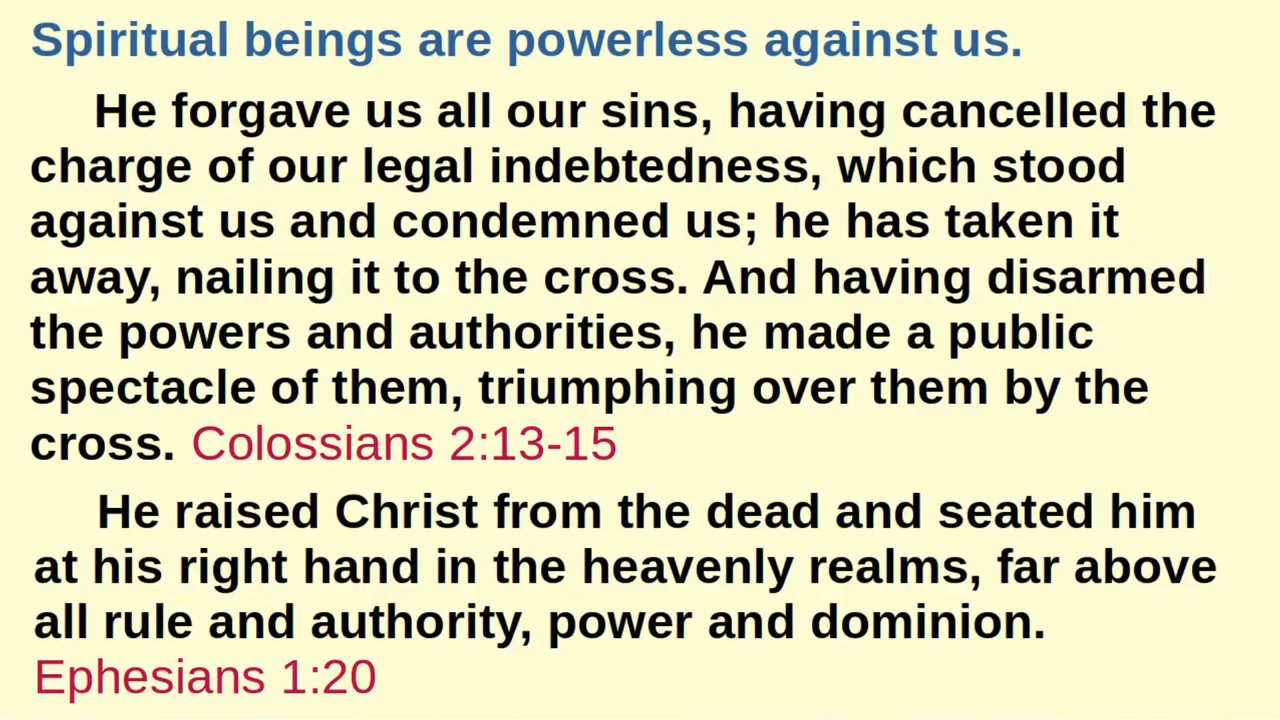 Spiritual beings are powerless against us.
He forgave us all our sins, having cancelled the
charge of our legal indebtedness, which stood
against us and condemned us; he has taken it
away, nailing it to the cross. And having disarmed
the powers and authorities, he made a public
spectacle of them, triumphing over them by the
cross. Colossians 2:13-15
He raised Christ from the dead and seated him
at his right hand in the heavenly realms, far above
all rule and authority, power and dominion.
Ephesians 1:20